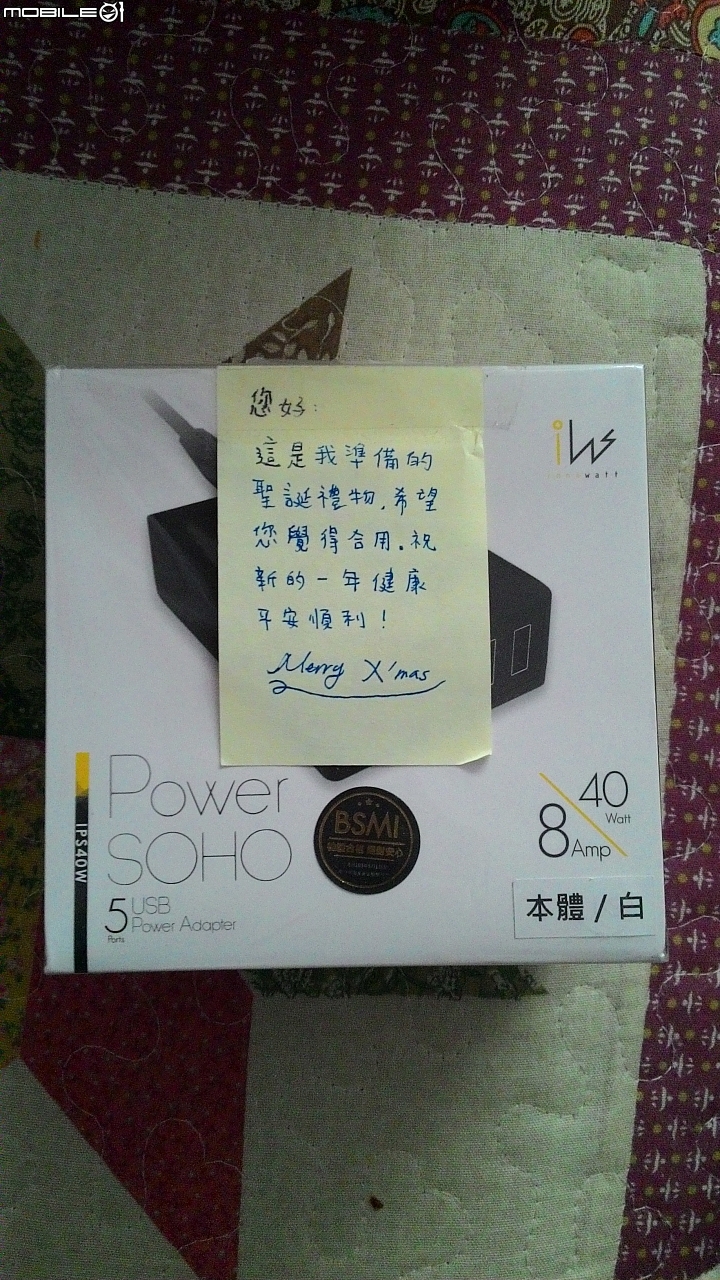 MOBILE01
您好:
這是我準備的
聖誕禮物,希望
您覺得合用。祝
新的一年健康
平安順利!
Merry X'mas
iWs
innowatt
Power
SOHO
IPS40W
5 USB
Ports Power Adapter
BSMI
40
Watt
8
Amp
本體 / 白